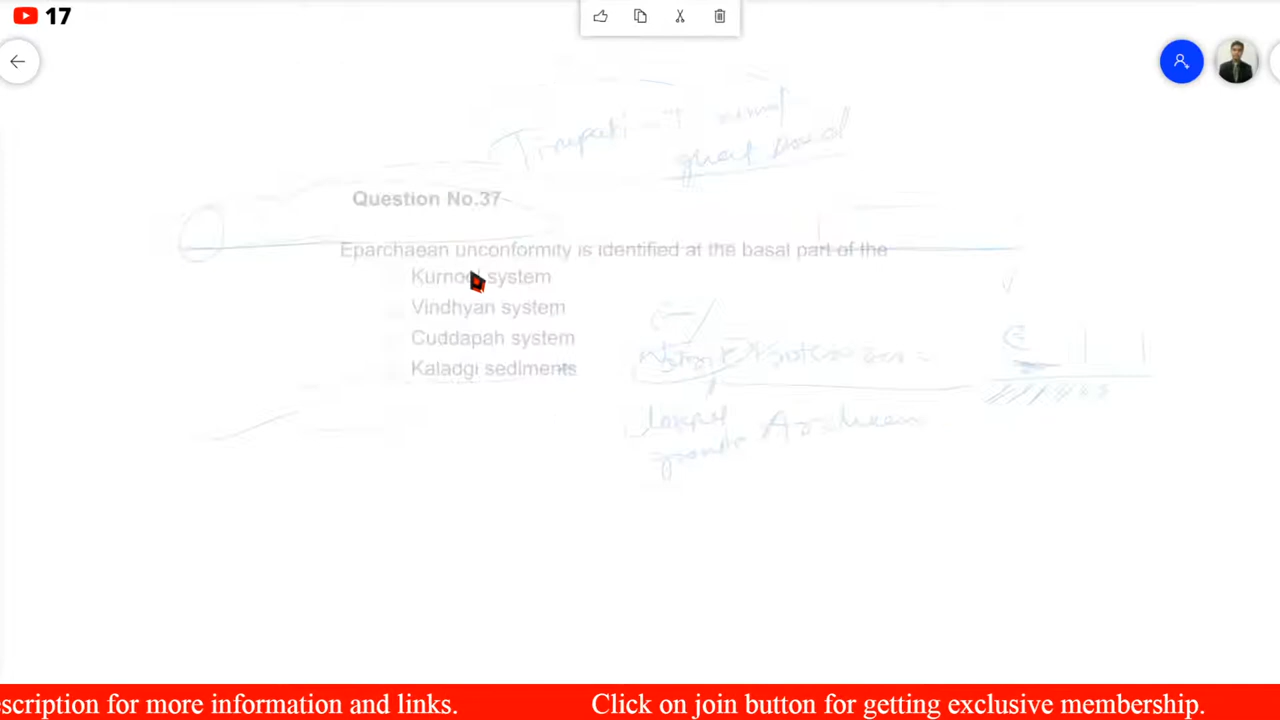 17
Tirupati
ghat
Question No.37
Eparchaean unconformity is identified at the basal part of the
Kurnool system
Vindhyan system
Cuddapah system
Kaladgi sediments
Archean
scription for more information and links. Click on join button for getting exclusive membership.